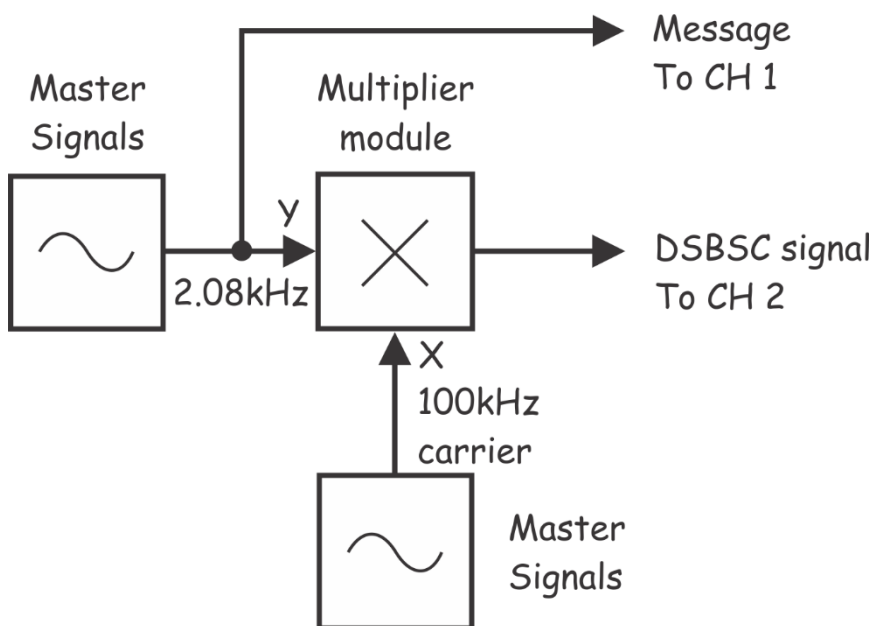 Message
To CH 1
Master
Signals
Multiplier
module
Y
2.08kHz
DSBSC signal
To CH 2
X
100kHz
carrier
Master
Signals